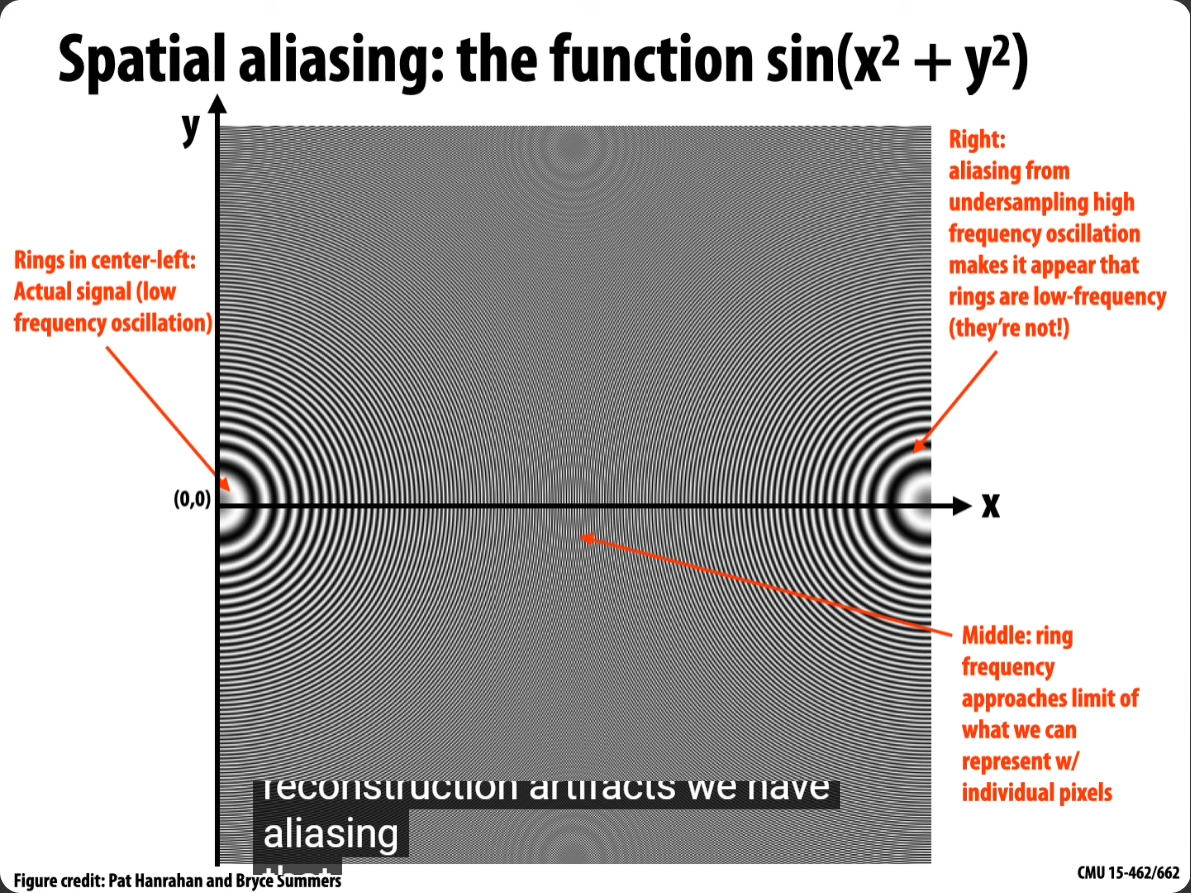 Spatial aliasing: the function sin(x² + y²)
y
Right:
aliasing from
undersampling high
frequency oscillation
makes it appear that
rings are low-frequency
(they’re not!)
Rings in center-left:
Actual signal (low
frequency oscillation)
(0,0)
x
Middle: ring
frequency
approaches limit of
what we can
represent w/
individual pixels
reconstruction artifacts we have
aliasing
Figure credit: Pat Hanrahan and Bryce Summers
CMU 15-462/662